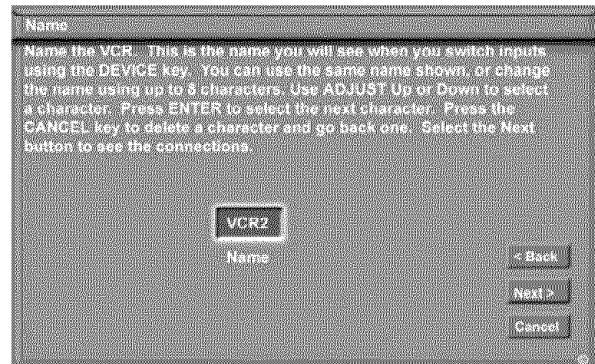 Name
Name the VCR. This is the name you will see when you switch inputs
using the DEVICE key. You can use the same name shown, or change
the name using up to 8 characters. Use ADJUST Up or Down to select
a character. Press ENTER to select the next character. Press the
CANCEL key to delete a character and go back one. Select the Next
button to see the connections.
VCR2
Name
< Back
Next >
Cancel